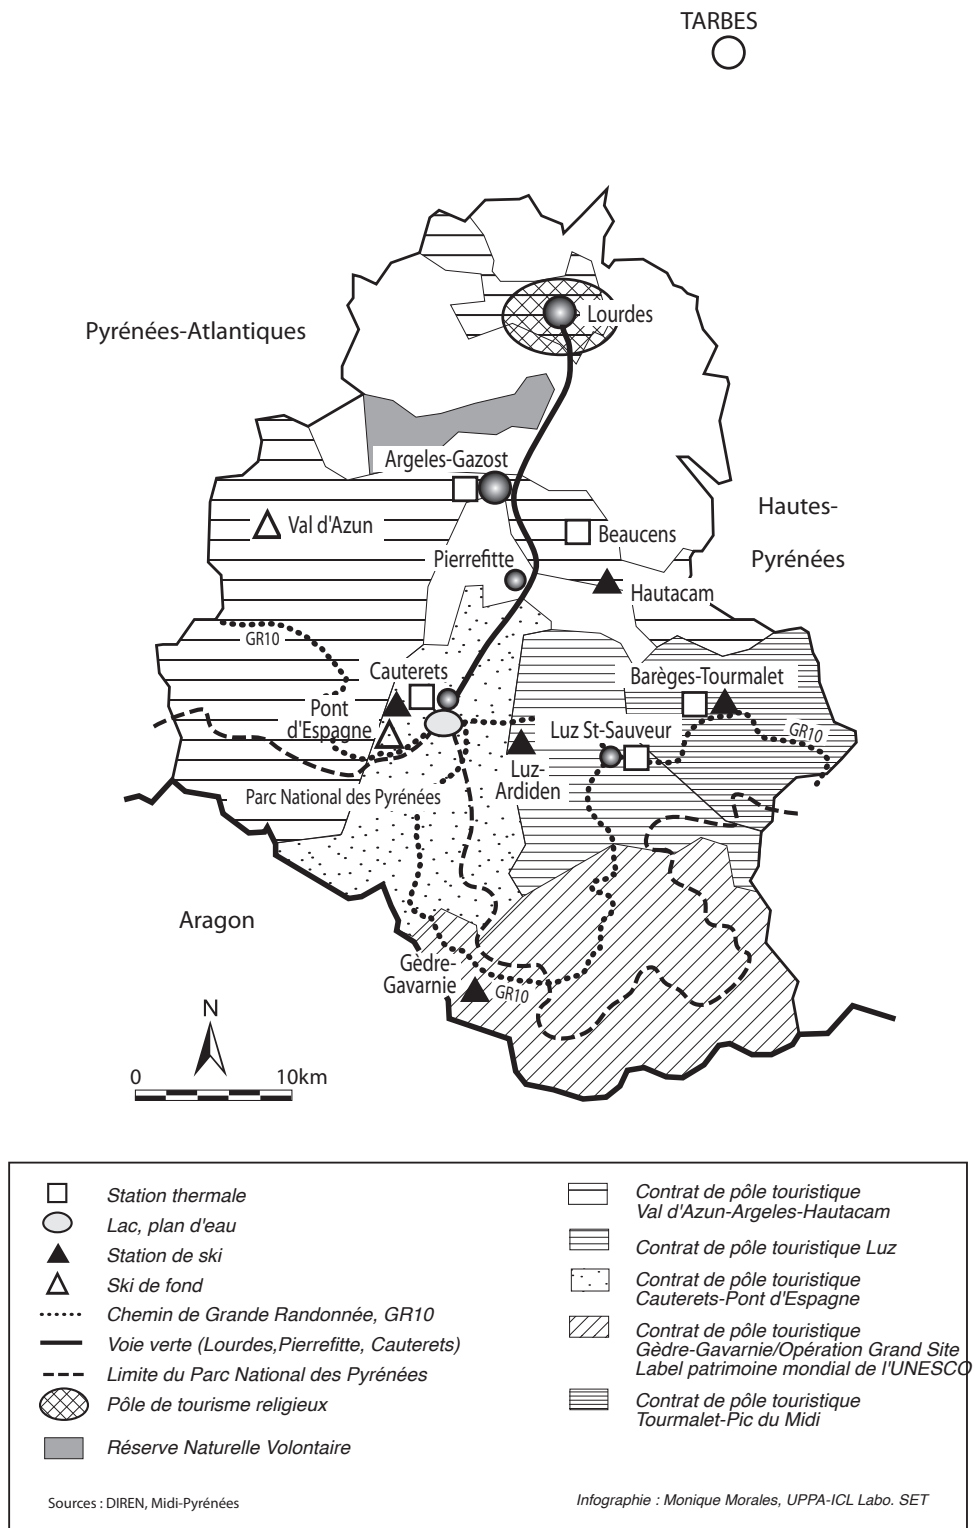 TARBES
Lourdes
Pyrénées-Atlantiques
Argeles-Gazost
Hautes-
Pyrénées
Val d'Azun
Beaucens
Pierrefitte
Hautacam
GR10
Cauterets
Barèges-Tourmalet
Pont
d'Espagne
Luz St-Sauveur
GR10
Luz-
Ardiden
Parc National des Pyrénées
Aragon
Gèdre-
Gavarnie
GR10
N
0 10km
Station thermale
Lac, plan d'eau
Station de ski
Ski de fond
Chemin de Grande Randonnée, GR10
Voie verte (Lourdes,Pierrefitte, Cauterets)
Limite du Parc National des Pyrénées
Pôle de tourisme religieux
Réserve Naturelle Volontaire
Sources : DIREN, Midi-Pyrénées
Contrat de pôle touristique
Val d'Azun-Argeles-Hautacam
Contrat de pôle touristique Luz
Contrat de pôle touristique
Cauterets-Pont d'Espagne
Contrat de pôle touristique
Gèdre-Gavarnie/Opération Grand Site
Label patrimoine mondial de l'UNESCO
Contrat de pôle touristique
Tourmalet-Pic du Midi
Infographie : Monique Morales, UPPA-ICL Labo. SET